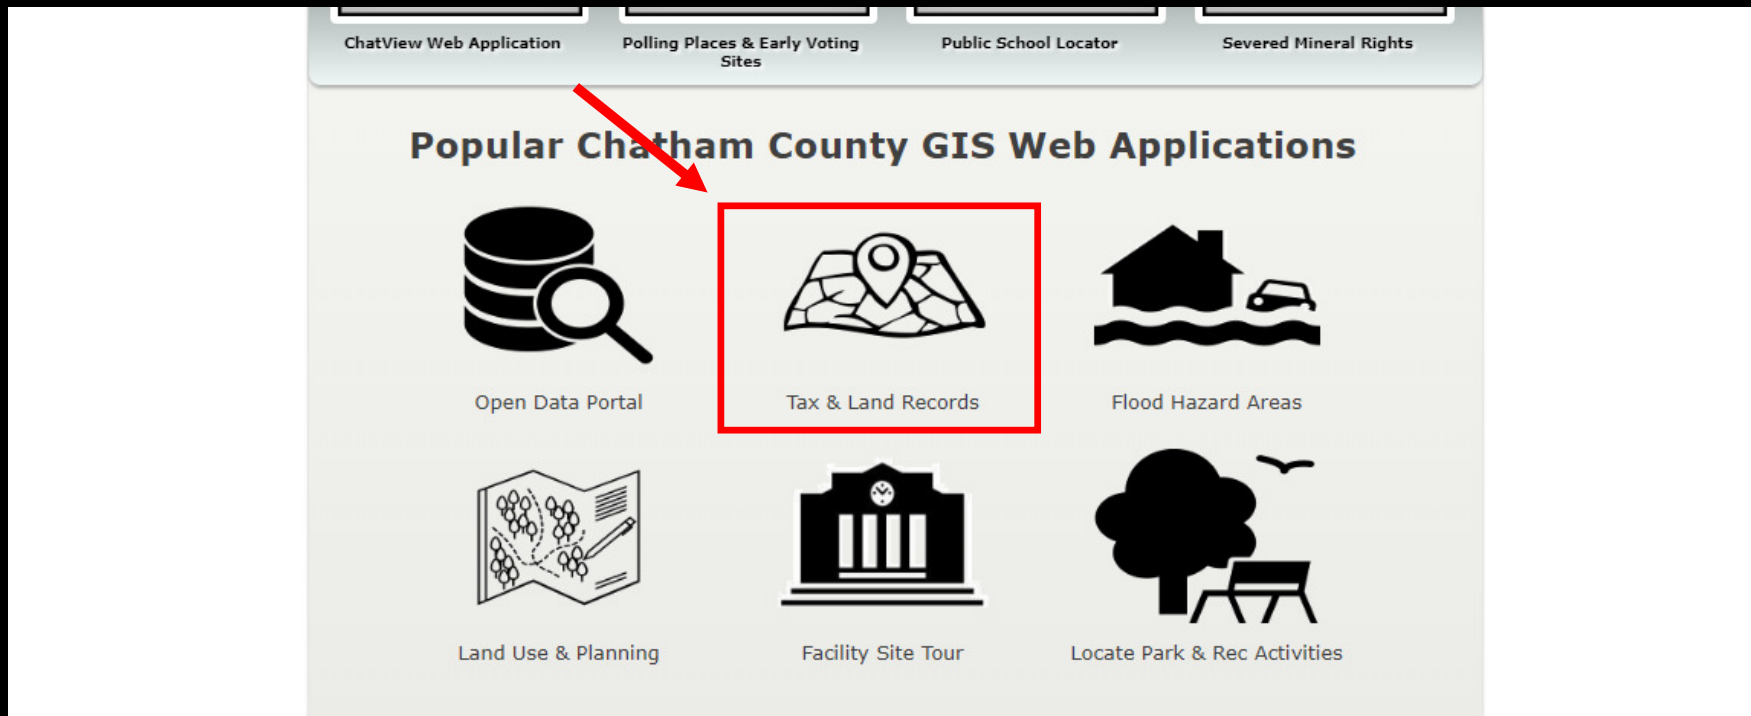 ChatView Web Application
Polling Places & Early Voting
Sites
Public School Locator
Severed Mineral Rights
Popular Chatham County GIS Web Applications
Open Data Portal
Tax & Land Records
Flood Hazard Areas
Land Use & Planning
Facility Site Tour
Locate Park & Rec Activities